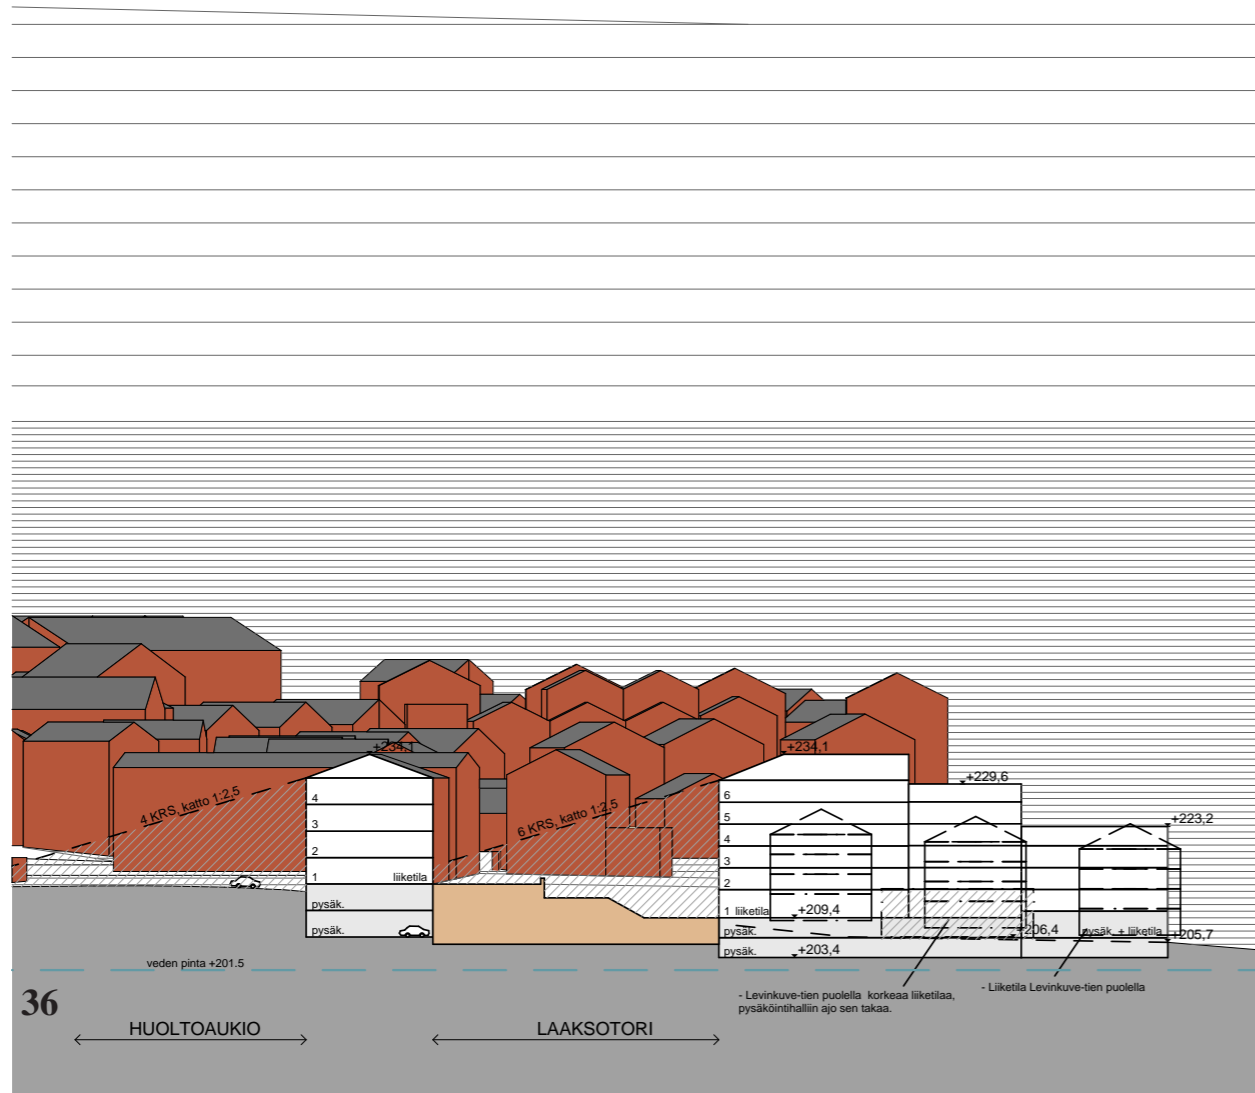 +234,1
+234,1
+229,6
4 KRS, katto 1:2,5
6 KRS, katto 1:2,5
+223,2
4
3
2
1 liiketila
pysäk.
pysäk.
6
5
4
3
2
1 liiketila
+209,4
pysäk.
+206,4
pysäk. + liiketila
+205,7
pysäk.
+203,4
veden pinta +201.5
- Levinkuve-tien puolella korkeaa liiketilaa,
pysäköintihalliin ajo sen takaa.
- Liiketila Levinkuve-tien puolella
36
HUOLTOAUKIO
LAAKSOTORI